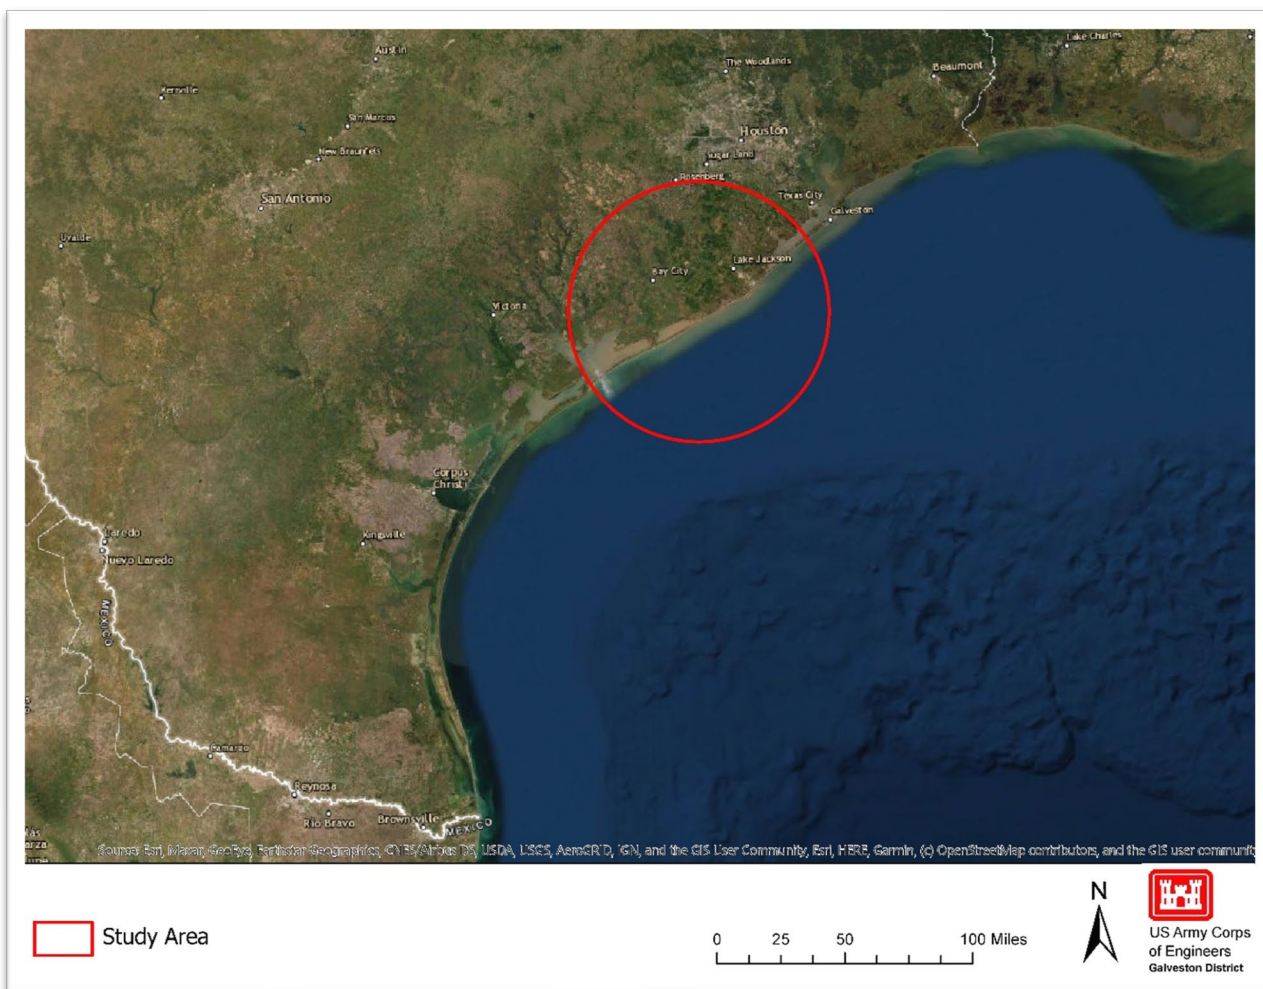 Austin
Lake Charles
The Woodlands
Beaumont
Kerrville
San Marcos
Houston
New Braunfels
Sugar Land
Rosenberg
San Antonio
Texas City
Galveston
Uvalde
Lake Jackson
Bay City
Victoria
Corpus
Christi
Kingsville
Laredo
Nuevo Laredo
MEXICO
Camargo
Reynosa
Río Bravo
Brownsville
MEXICO
Source: Esri, Maxar, GeoEye, Earthstar Geographics, CNES/Airbus DS, USDA, USGS, AeroGRID, IGN, and the GIS User Community, Esri, HERE, Garmin, (c) OpenStreetMap contributors, and the GIS user community
Study Area
0 25 50 100 Miles
N
US Army Corps
of Engineers
Galveston District